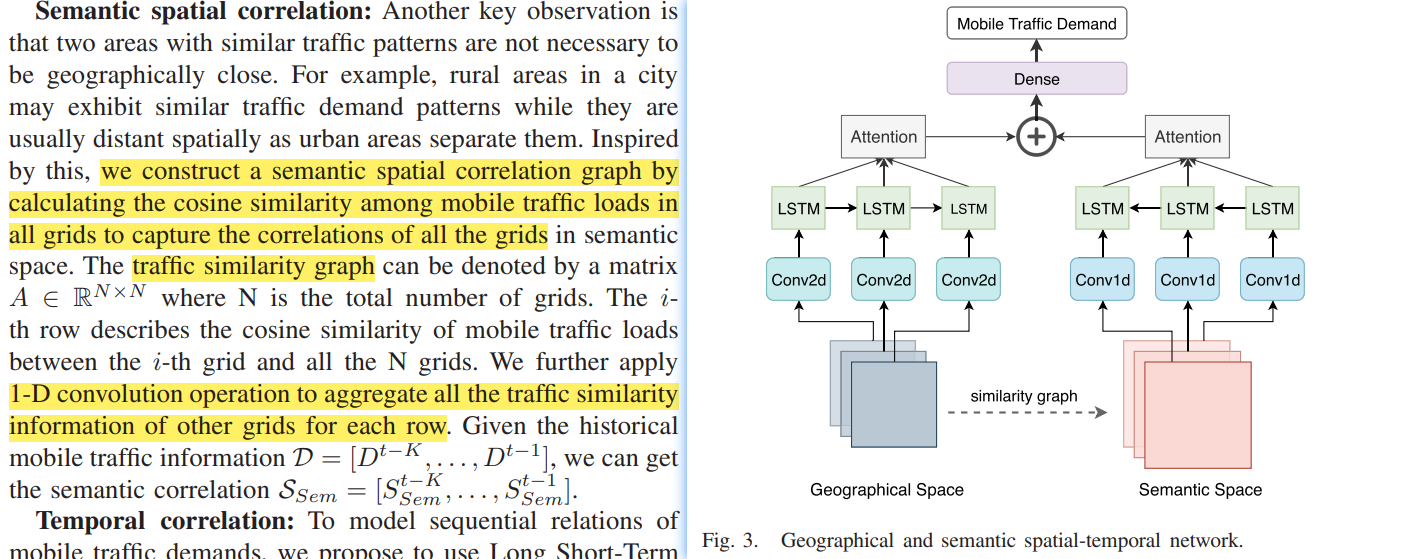 Semantic spatial correlation: Another key observation is
that two areas with similar traffic patterns are not necessary to
be geographically close. For example, rural areas in a city
may exhibit similar traffic demand patterns while they are
usually distant spatially as urban areas separate them. Inspired
by this, we construct a semantic spatial correlation graph by
calculating the cosine similarity among mobile traffic loads in
all grids to capture the correlations of all the grids in semantic
space. The traffic similarity graph can be denoted by a matrix
A ∈ ℝ^{N×N} where N is the total number of grids. The i-
th row describes the cosine similarity of mobile traffic loads
between the i-th grid and all the N grids. We further apply
1-D convolution operation to aggregate all the traffic similarity
information of other grids for each row. Given the historical
mobile traffic information 𝒟 = [D^{t−K}, . . . , D^{t−1}], we can get
the semantic correlation 𝒮_{Sem} = [S^{t−K}_{Sem}, . . . , S^{t−1}_{Sem}].
Temporal correlation: To model sequential relations of
mobile traffic demands, we propose to use Long Short-Term
Mobile Traffic Demand
Dense
Attention
+
Attention
LSTM LSTM LSTM
LSTM LSTM LSTM
Conv2d Conv2d Conv2d
Conv1d Conv1d Conv1d
similarity graph
Geographical Space
Semantic Space
Fig. 3. Geographical and semantic spatial-temporal network.